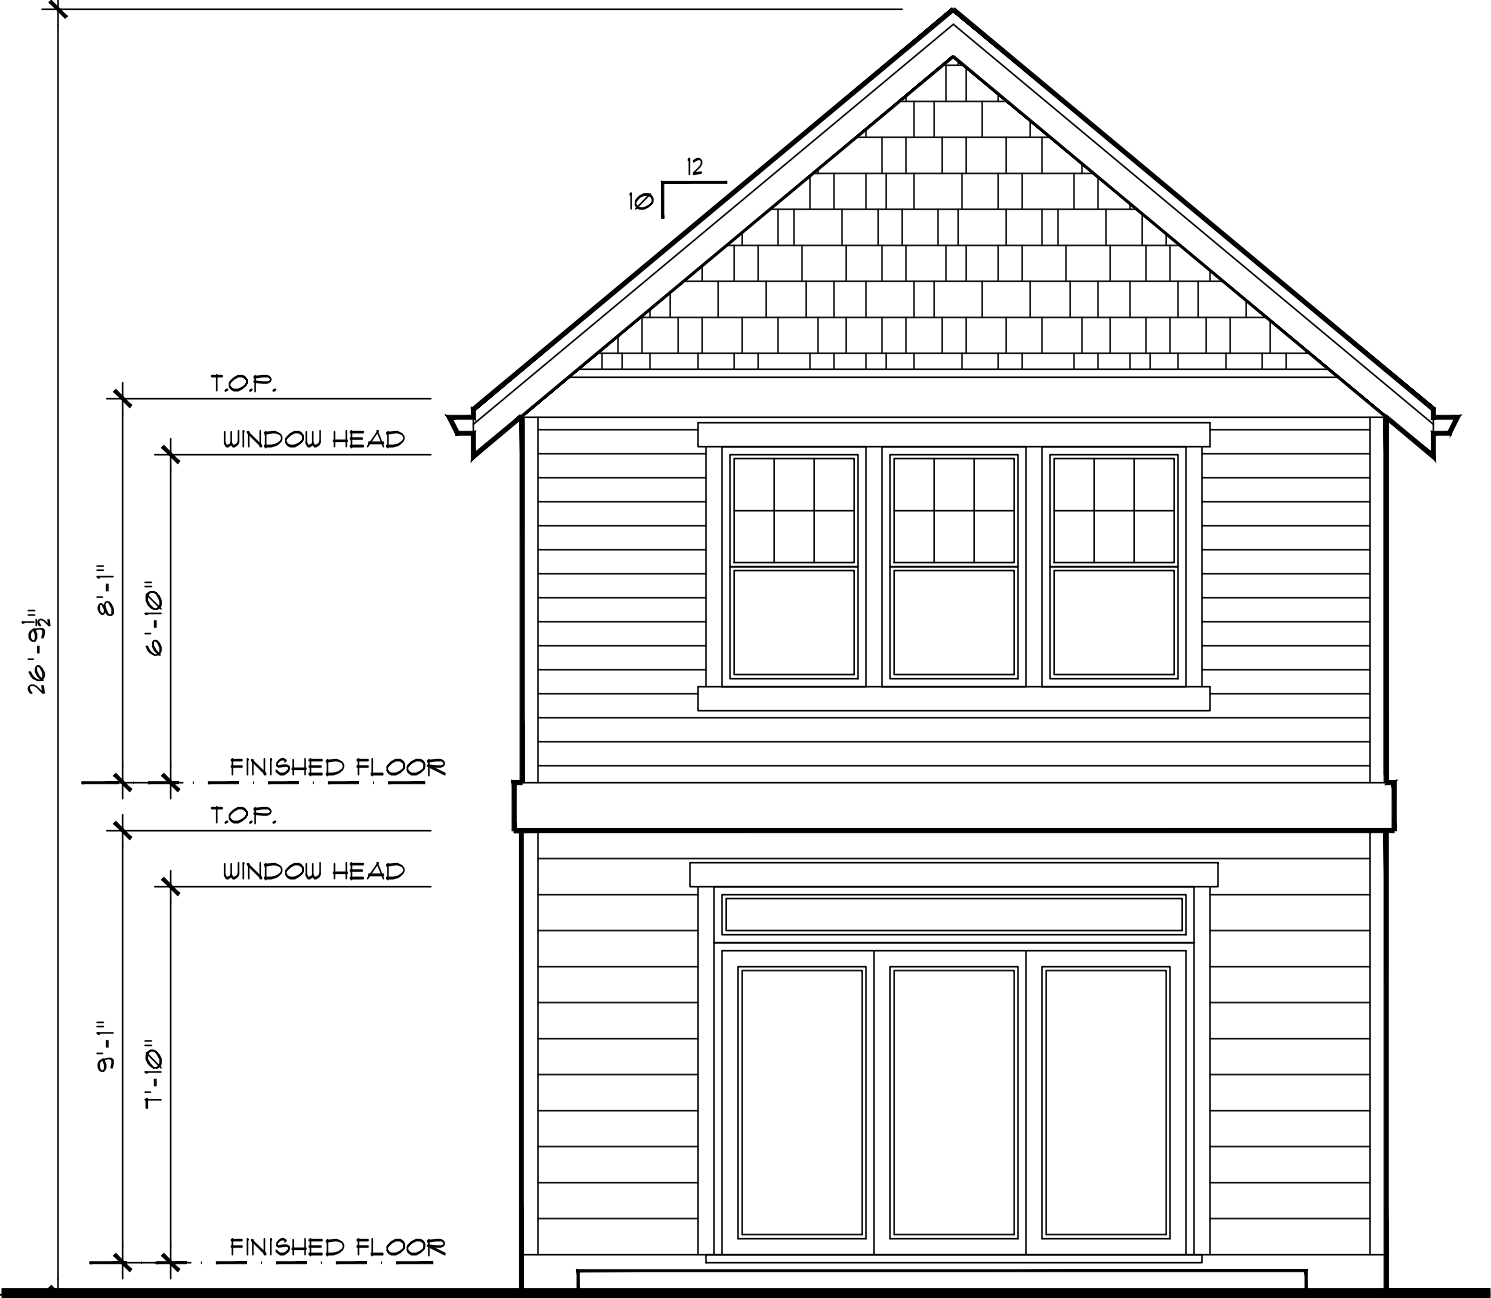 12
10
T.O.P.
WINDOW HEAD
8'-1"
6'-10"
26'-9½"
FINISHED FLOOR
T.O.P.
WINDOW HEAD
9'-1"
7'-10"
FINISHED FLOOR